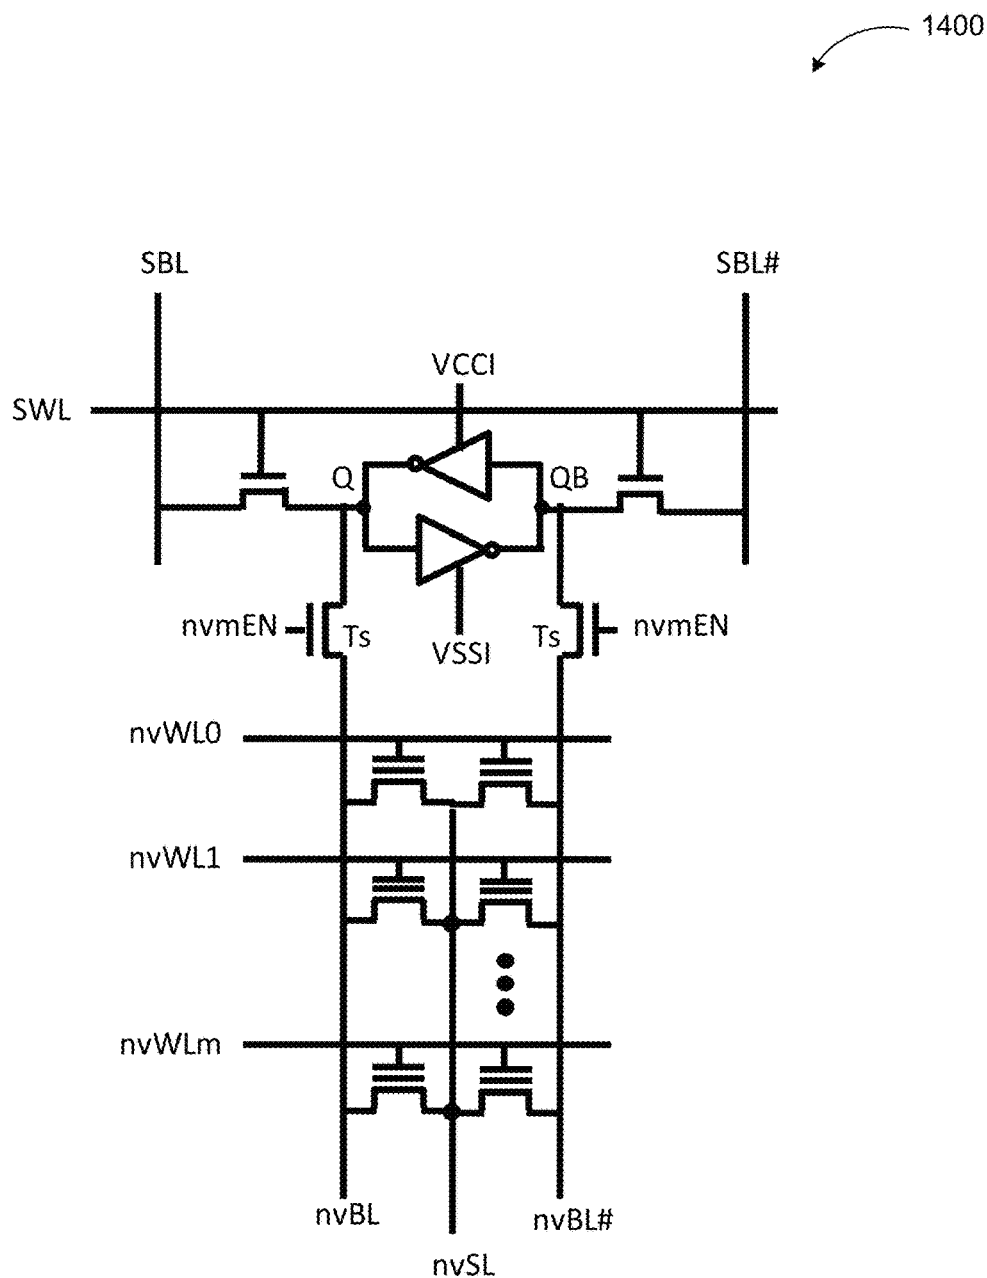 1400
SBL
SBL#
VCCI
SWL
Q
QB
nvmEN
Ts
VSSI
Ts
nvmEN
nvWL0
nvWL1
nvWLm
nvBL
nvBL#
nvSL